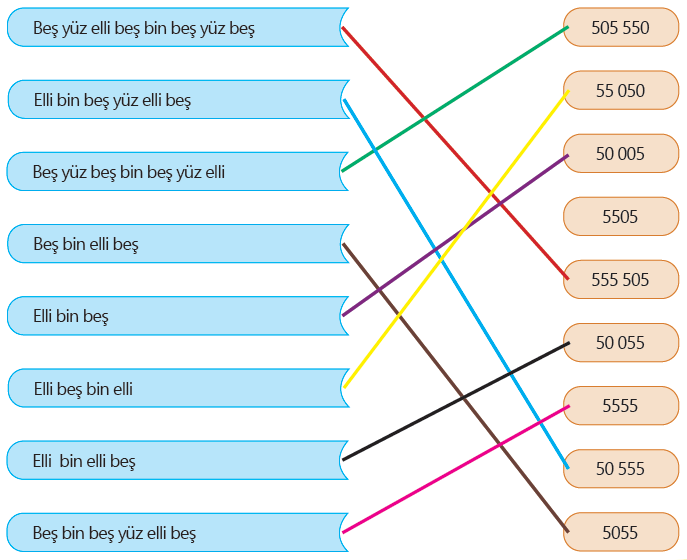 Beş yüz elli beş bin beş yüz beş
505 550
Elli bin beş yüz elli beş
55 050
Beş yüz beş bin beş yüz elli
50 005
Beş bin elli beş
5505
Elli bin beş
555 505
Elli beş bin elli
50 055
Elli bin elli beş
5555
Beş bin beş yüz elli beş
50 555
5055